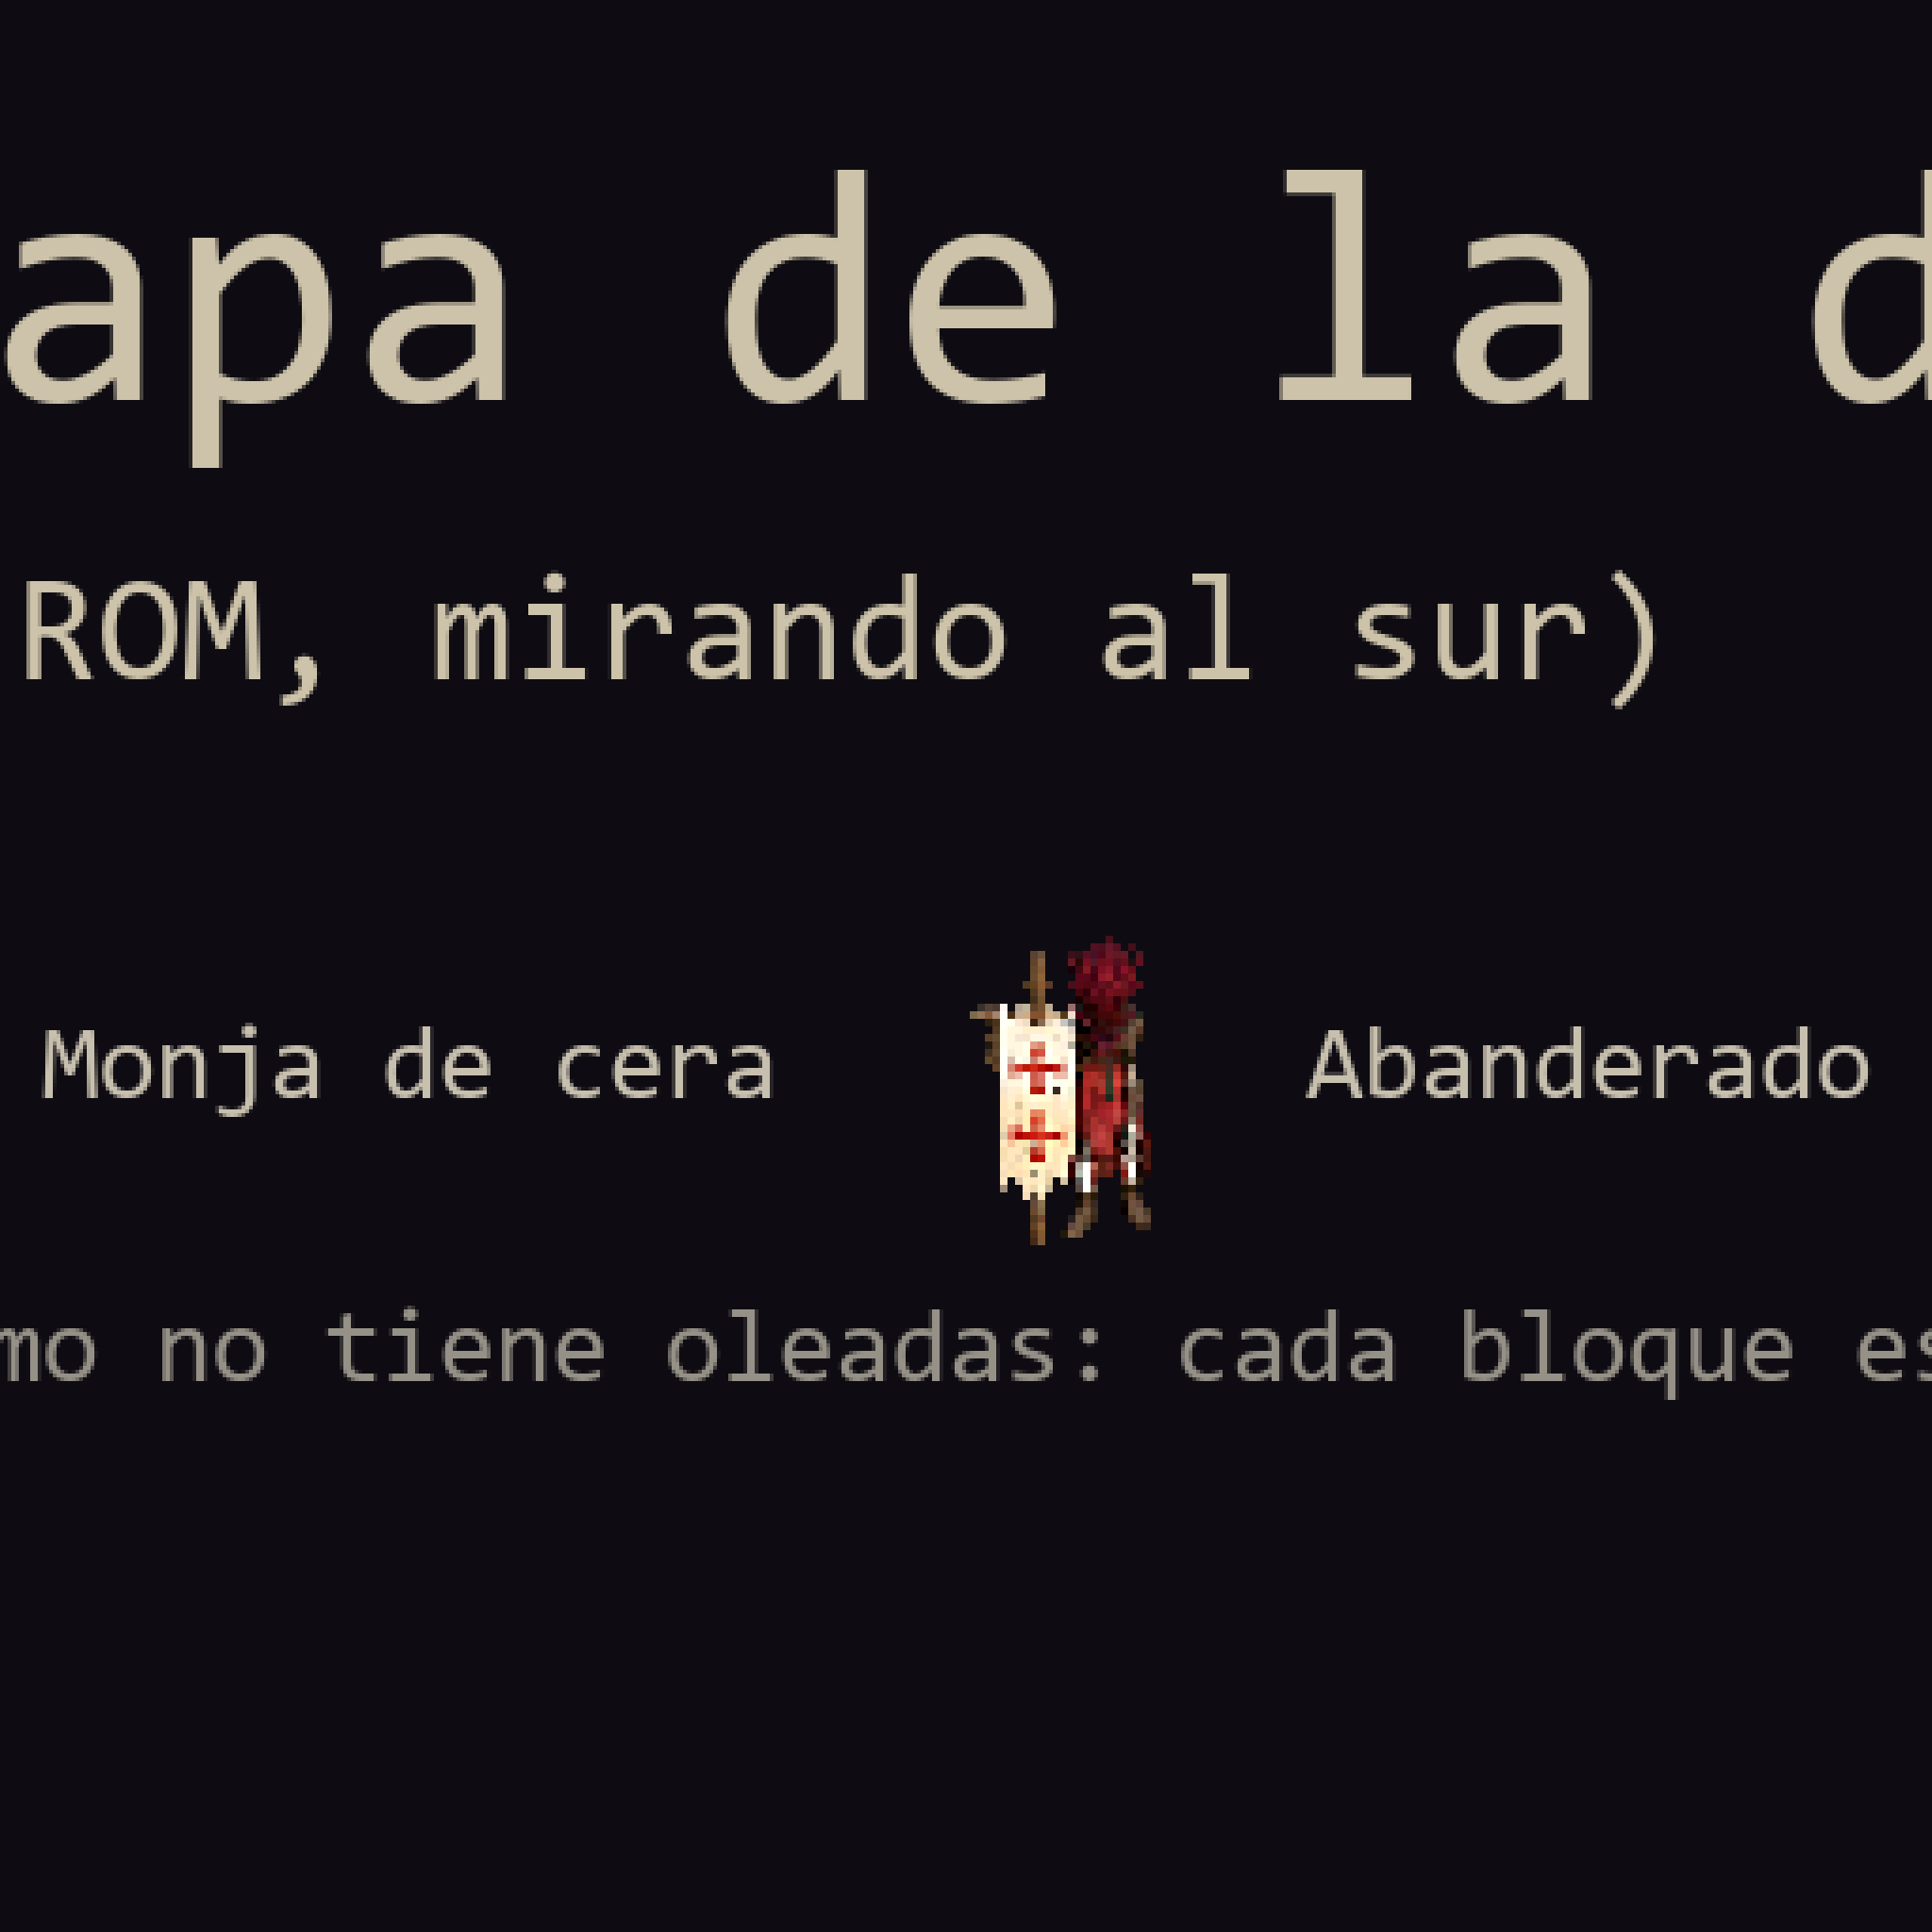 apa de la d
ROM, mirando al sur)
Monja de cera Abanderado
mo no tiene oleadas: cada bloque es